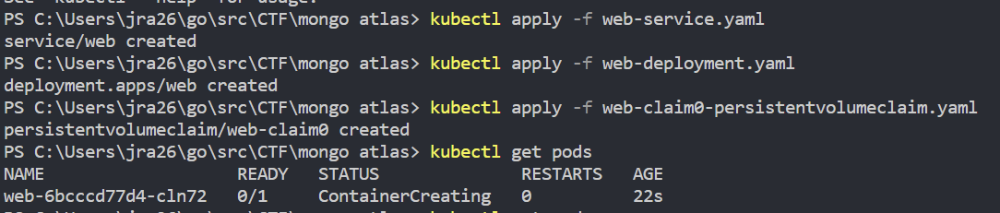 PS C:\Users\jra26\go\src\CTF\mongo atlas> kubectl apply -f web-service.yaml
service/web created
PS C:\Users\jra26\go\src\CTF\mongo atlas> kubectl apply -f web-deployment.yaml
deployment.apps/web created
PS C:\Users\jra26\go\src\CTF\mongo atlas> kubectl apply -f web-claim0-persistentvolumeclaim.yaml
persistentvolumeclaim/web-claim0 created
PS C:\Users\jra26\go\src\CTF\mongo atlas> kubectl get pods
NAME READY STATUS RESTARTS AGE
web-6bcccd77d4-cln72 0/1 ContainerCreating 0 22s